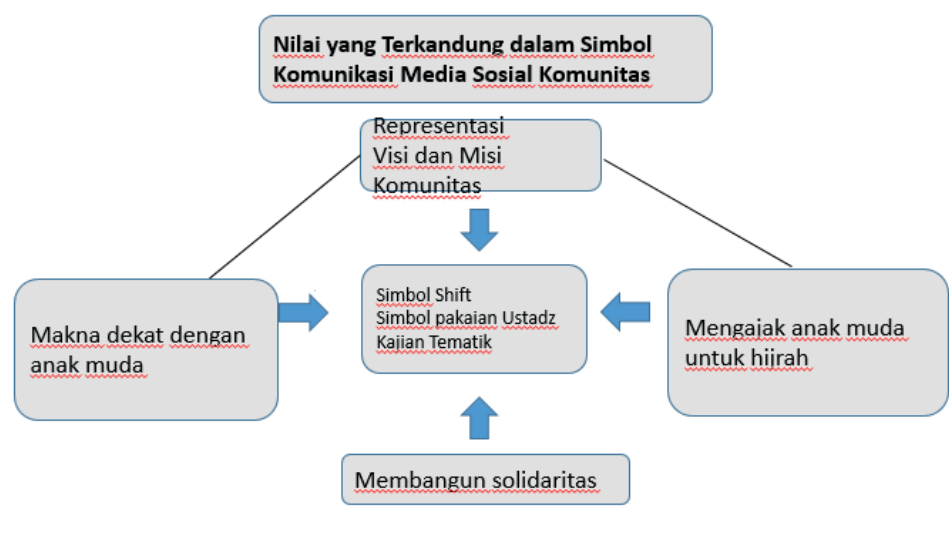 Nilai yang Terkandung dalam Simbol
Komunikasi Media Sosial Komunitas
Representasi
Visi dan Misi
Komunitas
Makna dekat dengan
anak muda
Simbol Shift
Simbol pakaian Ustadz
Kajian Tematik
Mengajak anak muda
untuk hijrah
Membangun solidaritas